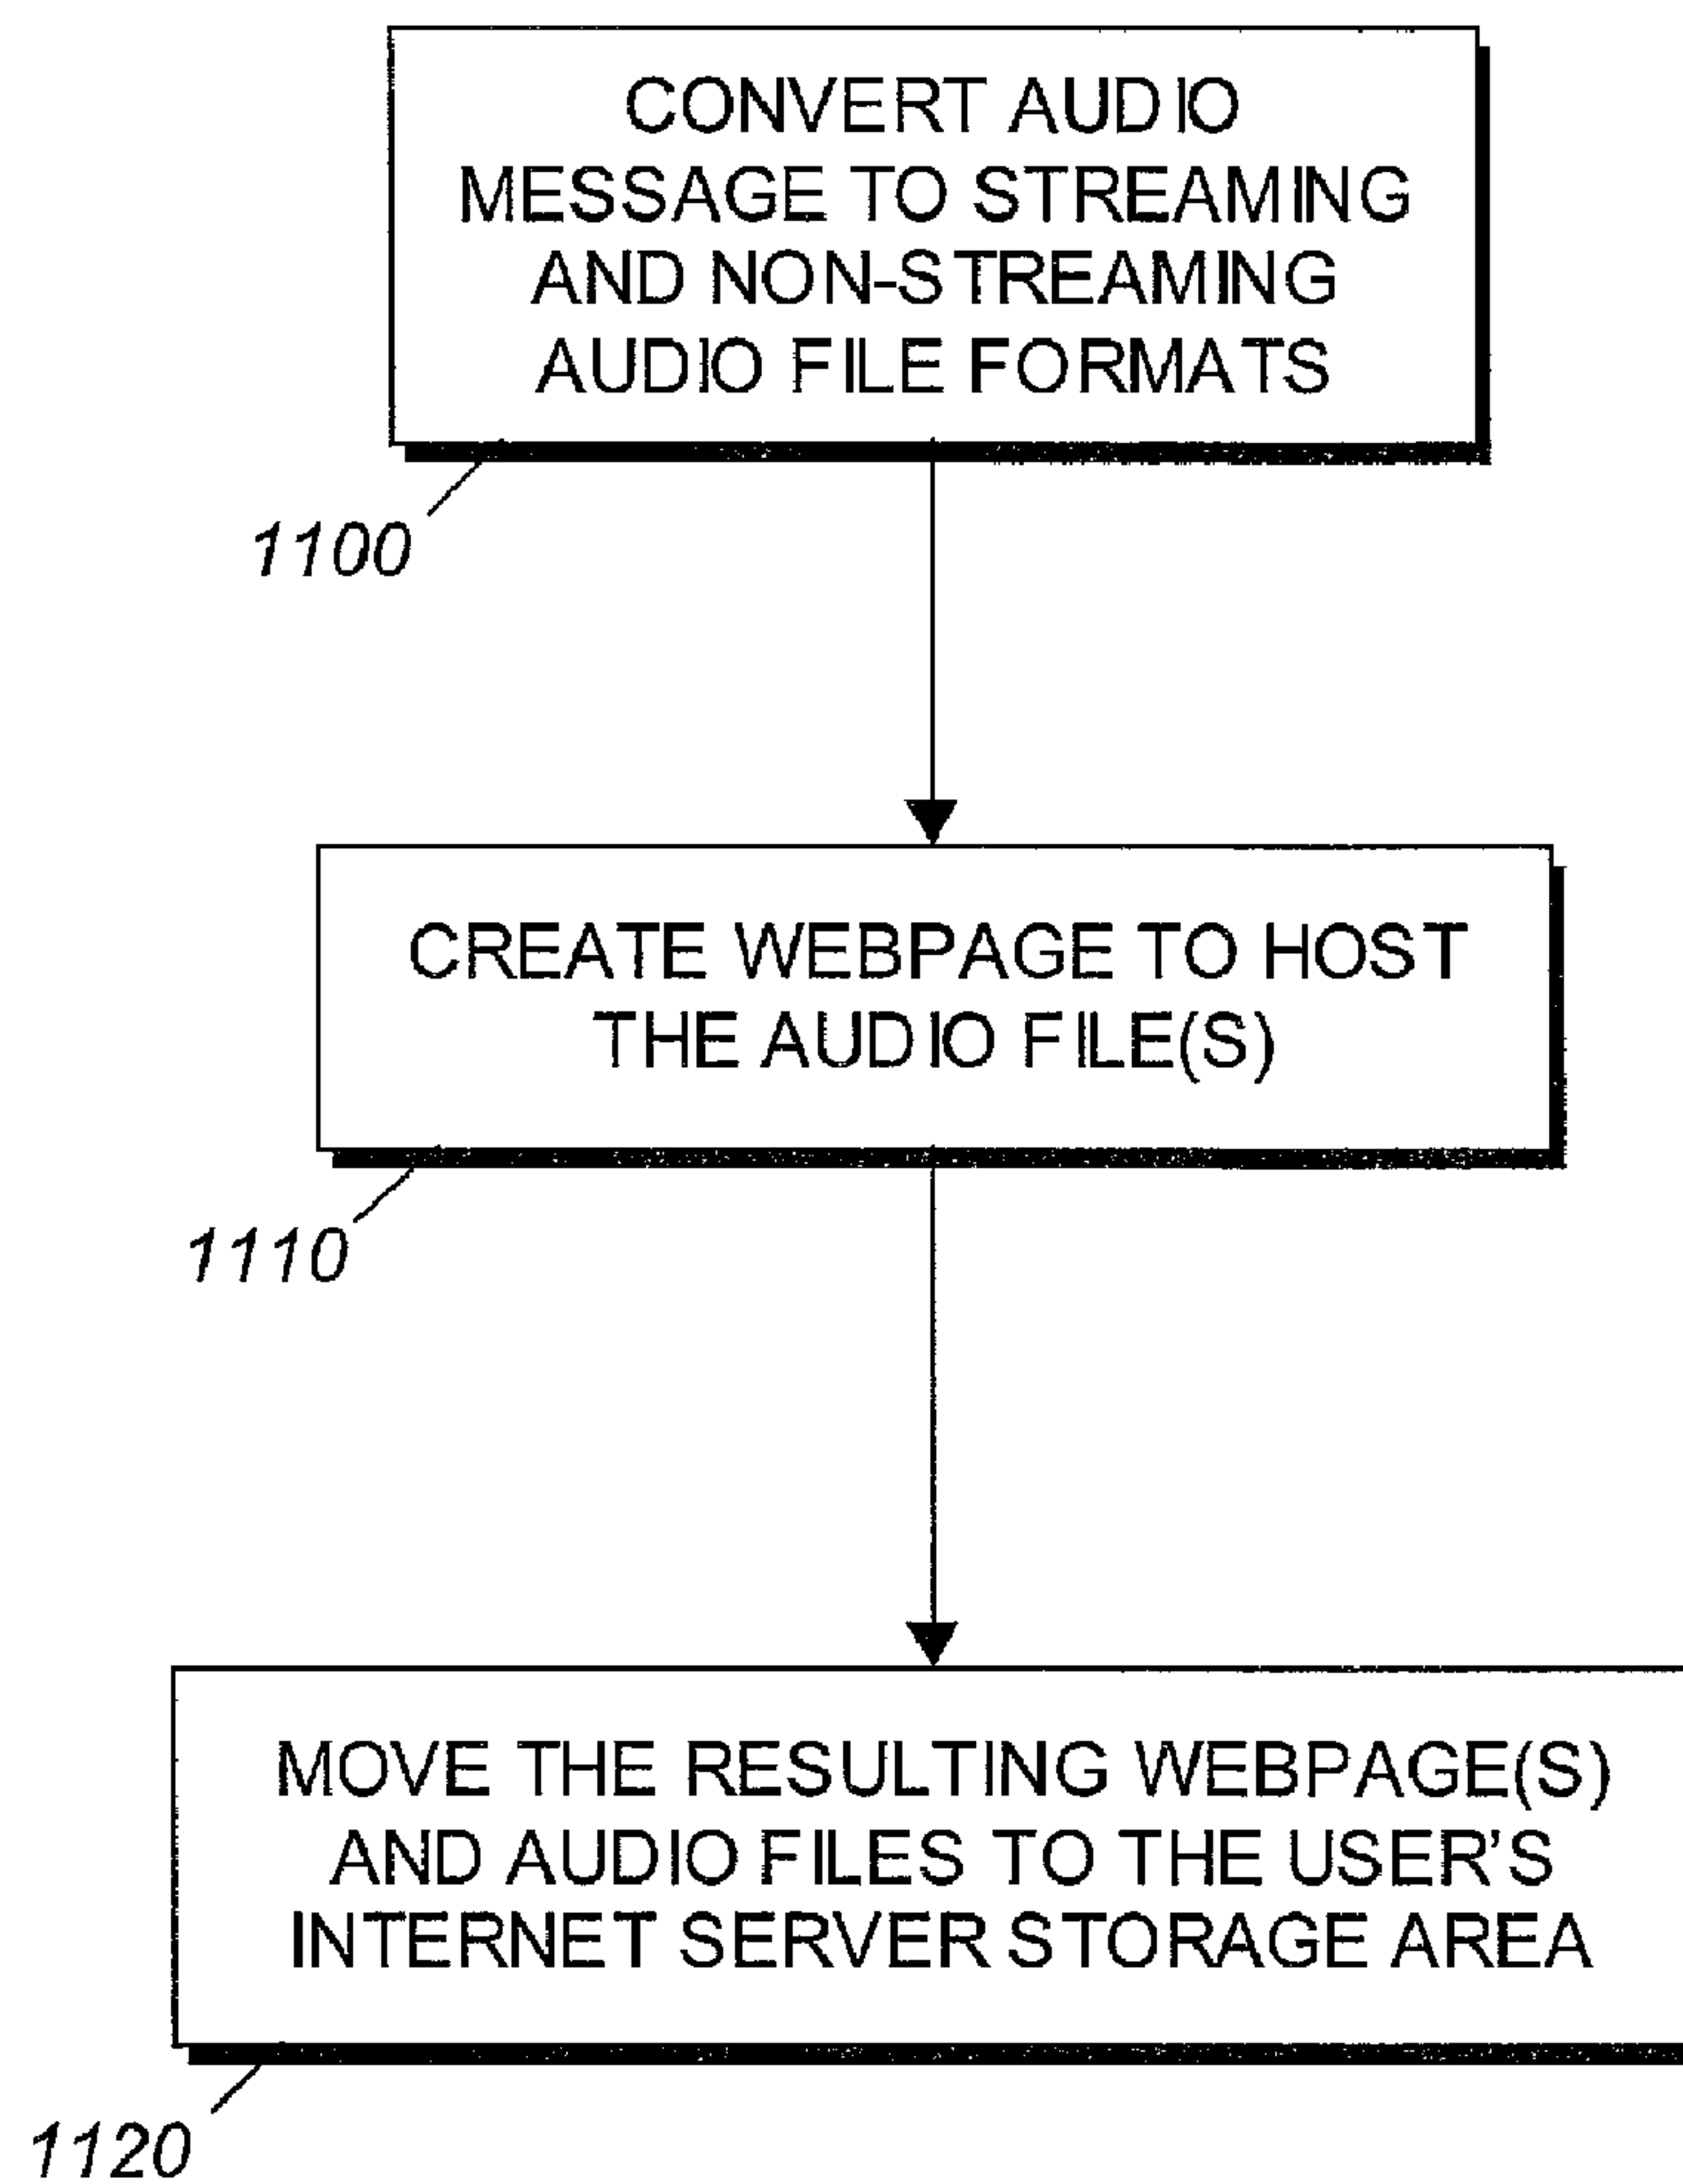 CONVERT AUDIO
MESSAGE TO STREAMING
AND NON-STREAMING
AUDIO FILE FORMATS
1100
CREATE WEBPAGE TO HOST
THE AUDIO FILE(S)
1110
MOVE THE RESULTING WEBPAGE(S)
AND AUDIO FILES TO THE USER'S
INTERNET SERVER STORAGE AREA
1120